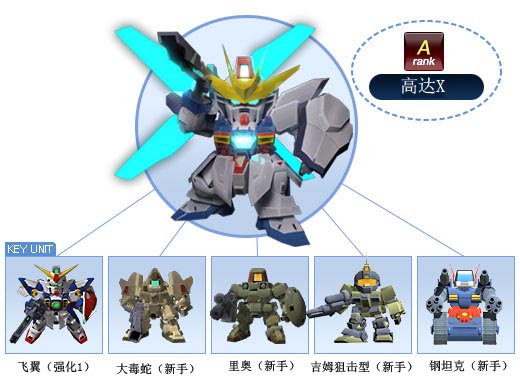 A
rank
高达X
KEY UNIT
飞翼（强化1）
大毒蛇（新手）
里奥（新手）
吉姆狙击型（新手）
钢坦克（新手）